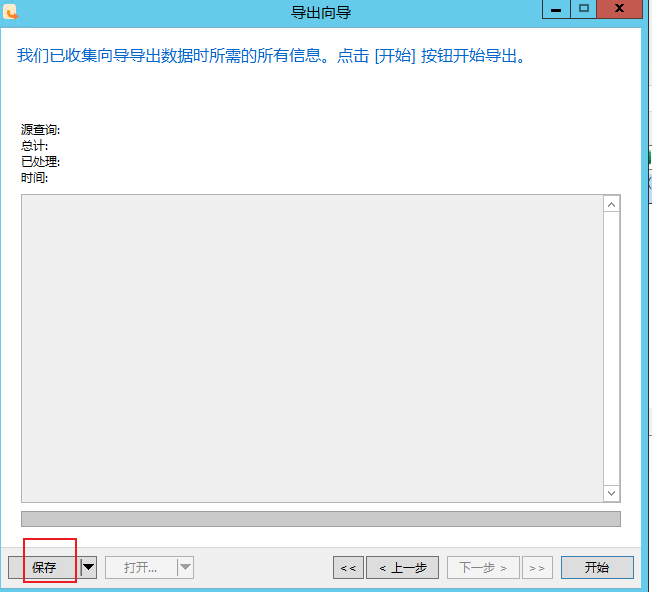 导出向导
我们已收集向导导出数据时所需的所有信息。点击 [开始] 按钮开始导出。
源查询:
总计:
已处理:
时间:
保存 打开... << < 上一步 下一步 > >> 开始